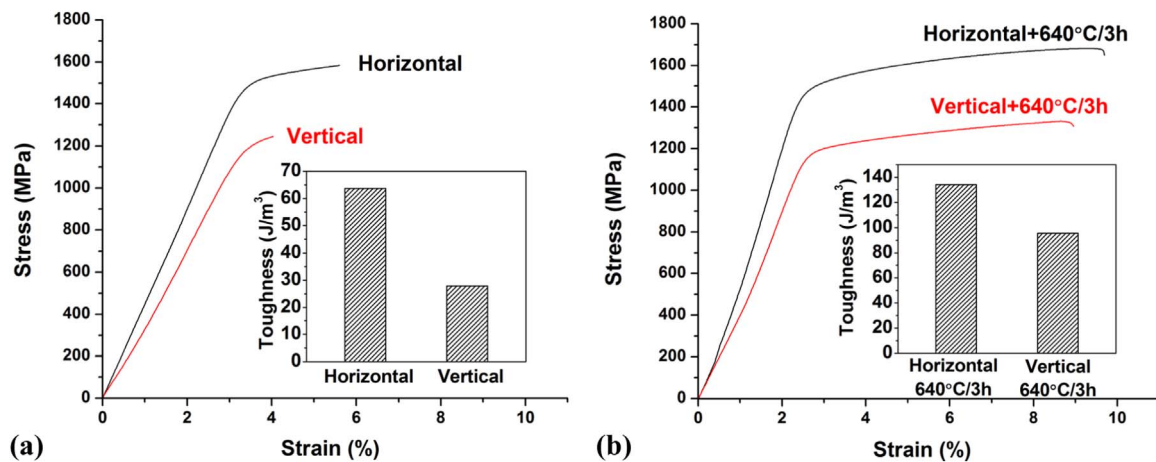 1800
1600
1400
1200
1000
800
600
400
200
0
Stress (MPa)
Horizontal
Vertical
70
60
50
40
30
20
10
0
Toughness (J/m³)
Horizontal Vertical
0 2 4 6 8 10
Strain (%)
(a)
1800
1600
1400
1200
1000
800
600
400
200
0
Stress (MPa)
Horizontal+640°C/3h
Vertical+640°C/3h
140
120
100
80
60
40
20
0
Toughness (J/m³)
Horizontal Vertical
640°C/3h 640°C/3h
0 2 4 6 8 10
Strain (%)
(b)